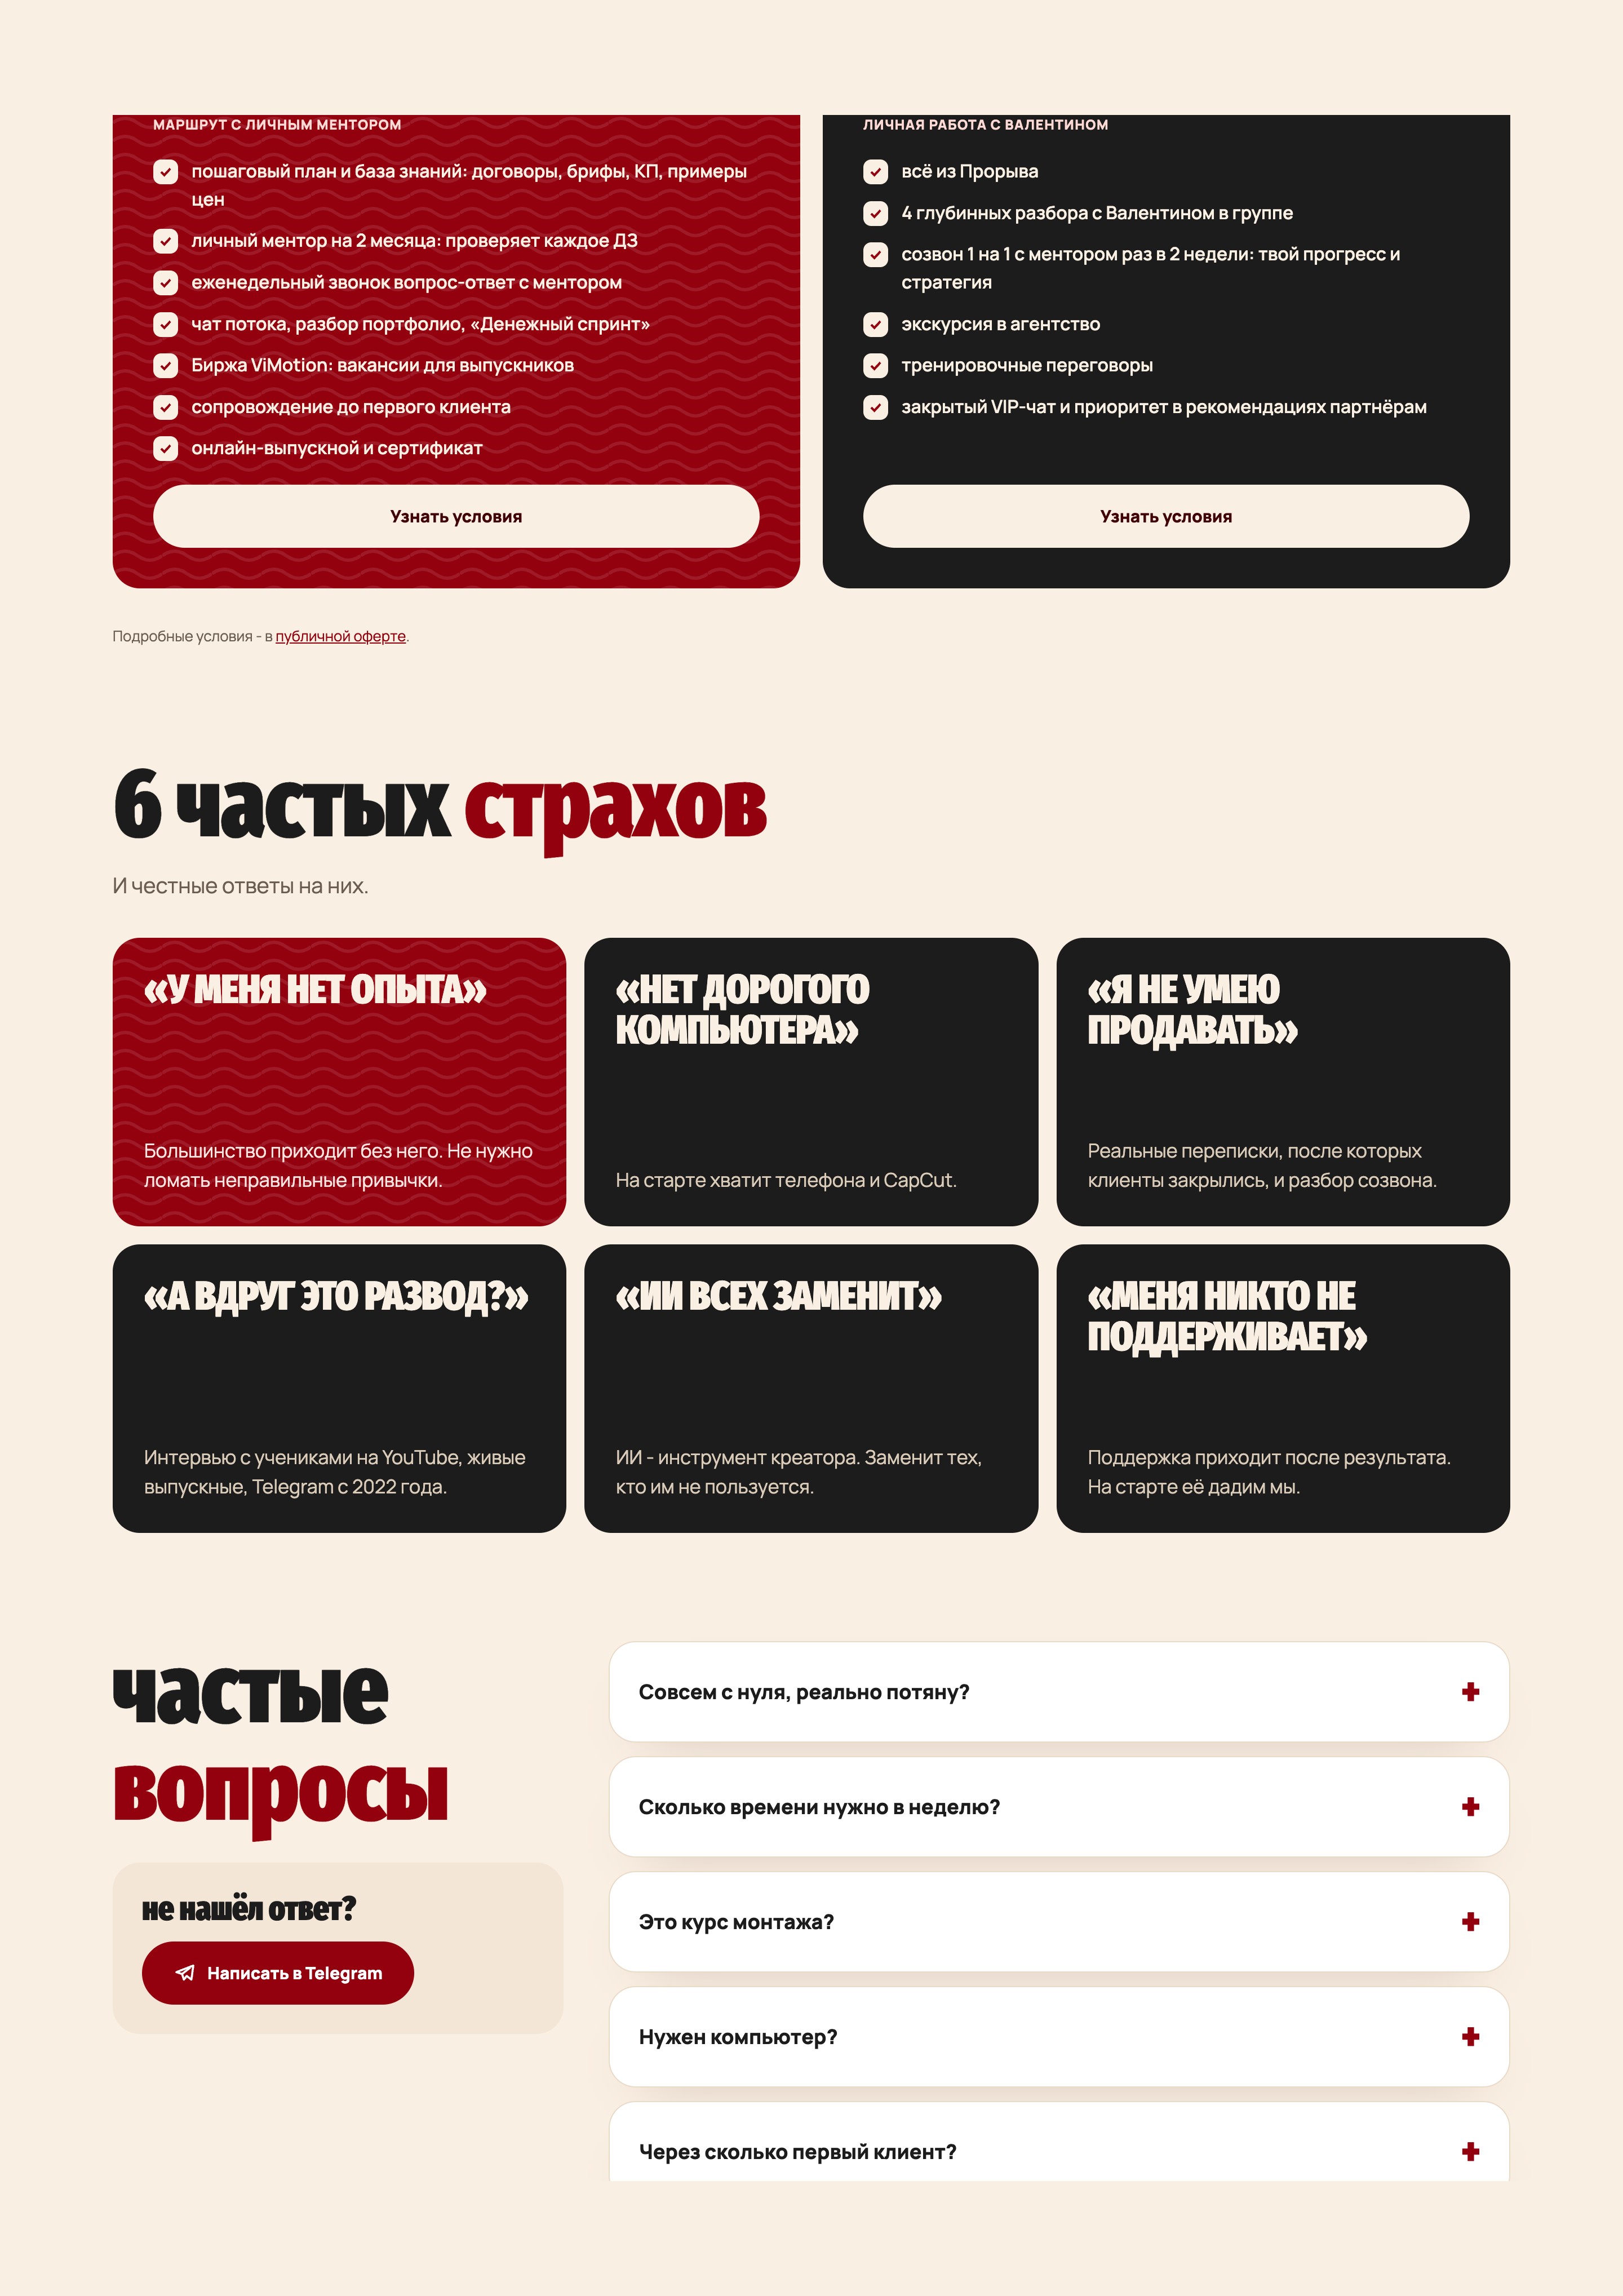 МАРШРУТ С ЛИЧНЫМ МЕНТОРОМ
пошаговый план и база знаний: договоры, брифы, КП, примеры
цен
личный ментор на 2 месяца: проверяет каждое ДЗ
еженедельный звонок вопрос-ответ с ментором
чат потока, разбор портфолио, «Денежный спринт»
Биржа ViMotion: вакансии для выпускников
сопровождение до первого клиента
онлайн-выпускной и сертификат
Узнать условия
ЛИЧНАЯ РАБОТА С ВАЛЕНТИНОМ
всё из Прорыва
4 глубинных разбора с Валентином в группе
созвон 1 на 1 с ментором раз в 2 недели: твой прогресс и
стратегия
экскурсия в агентство
тренировочные переговоры
закрытый VIP-чат и приоритет в рекомендациях партнёрам
Узнать условия
Подробные условия - в публичной оферте.
6 частых страхов
И честные ответы на них.
«У МЕНЯ НЕТ ОПЫТА»
Большинство приходит без него. Не нужно
ломать неправильные привычки.
«НЕТ ДОРОГОГО
КОМПЬЮТЕРА»
На старте хватит телефона и CapCut.
«Я НЕ УМЕЮ
ПРОДАВАТЬ»
Реальные переписки, после которых
клиенты закрылись, и разбор созвона.
«А ВДРУГ ЭТО РАЗВОД?»
Интервью с учениками на YouTube, живые
выпускные, Telegram с 2022 года.
«ИИ ВСЕХ ЗАМЕНИТ»
ИИ - инструмент креатора. Заменит тех,
кто им не пользуется.
«МЕНЯ НИКТО НЕ
ПОДДЕРЖИВАЕТ»
Поддержка приходит после результата.
На старте её дадим мы.
частые
вопросы
не нашёл ответ?
Написать в Telegram
Совсем с нуля, реально потяну?
Сколько времени нужно в неделю?
Это курс монтажа?
Нужен компьютер?
Через сколько первый клиент?